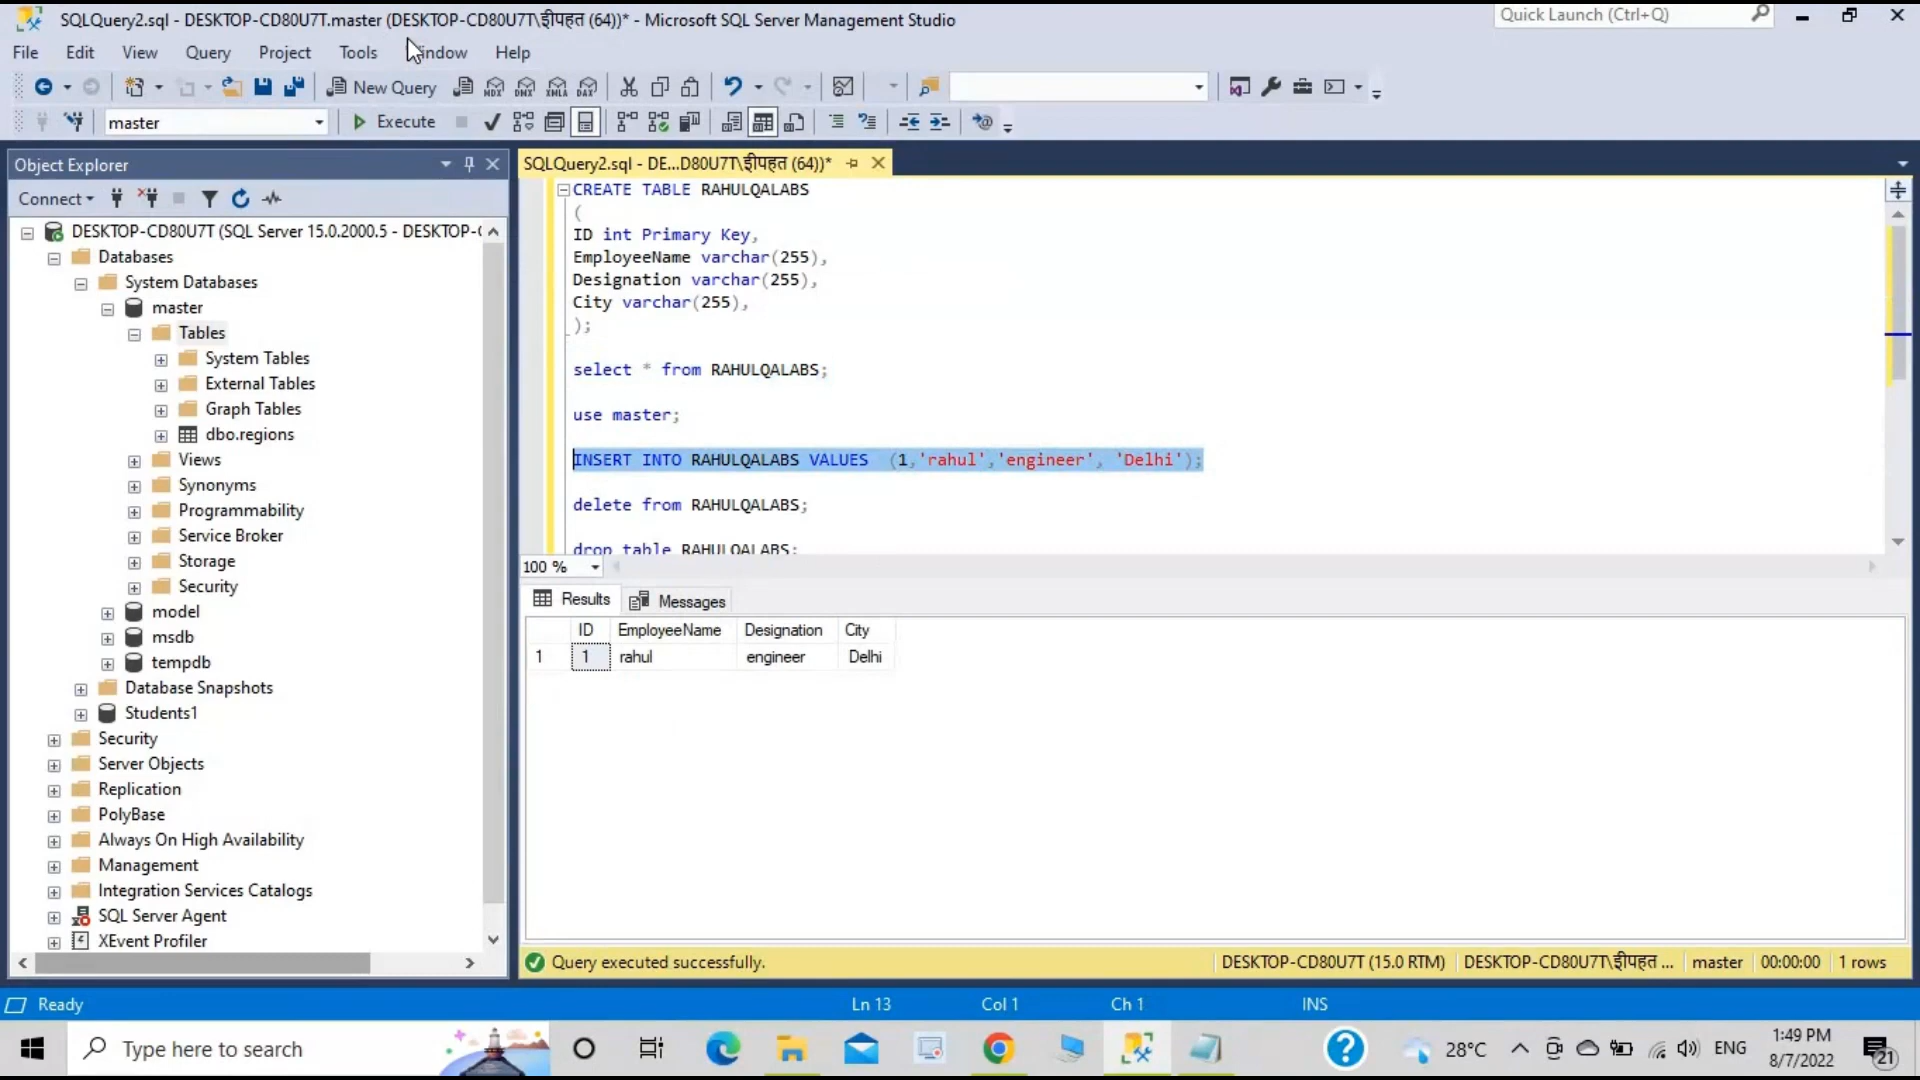 SQLQuery2.sql - DESKTOP-CD80U7T.master (DESKTOP-CD80U7T\ईीपहत (64))* - Microsoft SQL Server Management Studio
Quick Launch (Ctrl+Q)
File Edit View Query Project Tools Window Help
New Query MDX DMX XMLA DAX
master Execute
Object Explorer
SQLQuery2.sql - DE...D80U7T\ईीपहत (64))*
Connect
DESKTOP-CD80U7T (SQL Server 15.0.2000.5 - DESKTOP-
Databases
System Databases
master
Tables
System Tables
External Tables
Graph Tables
dbo.regions
Views
Synonyms
Programmability
Service Broker
Storage
Security
model
msdb
tempdb
Database Snapshots
Students1
Security
Server Objects
Replication
PolyBase
Always On High Availability
Management
Integration Services Catalogs
SQL Server Agent
XEvent Profiler
CREATE TABLE RAHULQALABS
(
ID int Primary Key,
EmployeeName varchar(255),
Designation varchar(255),
City varchar(255),
);
select * from RAHULQALABS;
use master;
INSERT INTO RAHULQALABS VALUES (1,'rahul','engineer', 'Delhi');
delete from RAHULQALABS;
drop table RAHULQALABS;
100 %
Results Messages
ID EmployeeName Designation City
1 1 rahul engineer Delhi
Query executed successfully.
DESKTOP-CD80U7T (15.0 RTM) DESKTOP-CD80U7T\ईीपहत ... master 00:00:00 1 rows
Ready Ln 13 Col 1 Ch 1 INS
Type here to search
28°C ENG
1:49 PM
8/7/2022
21